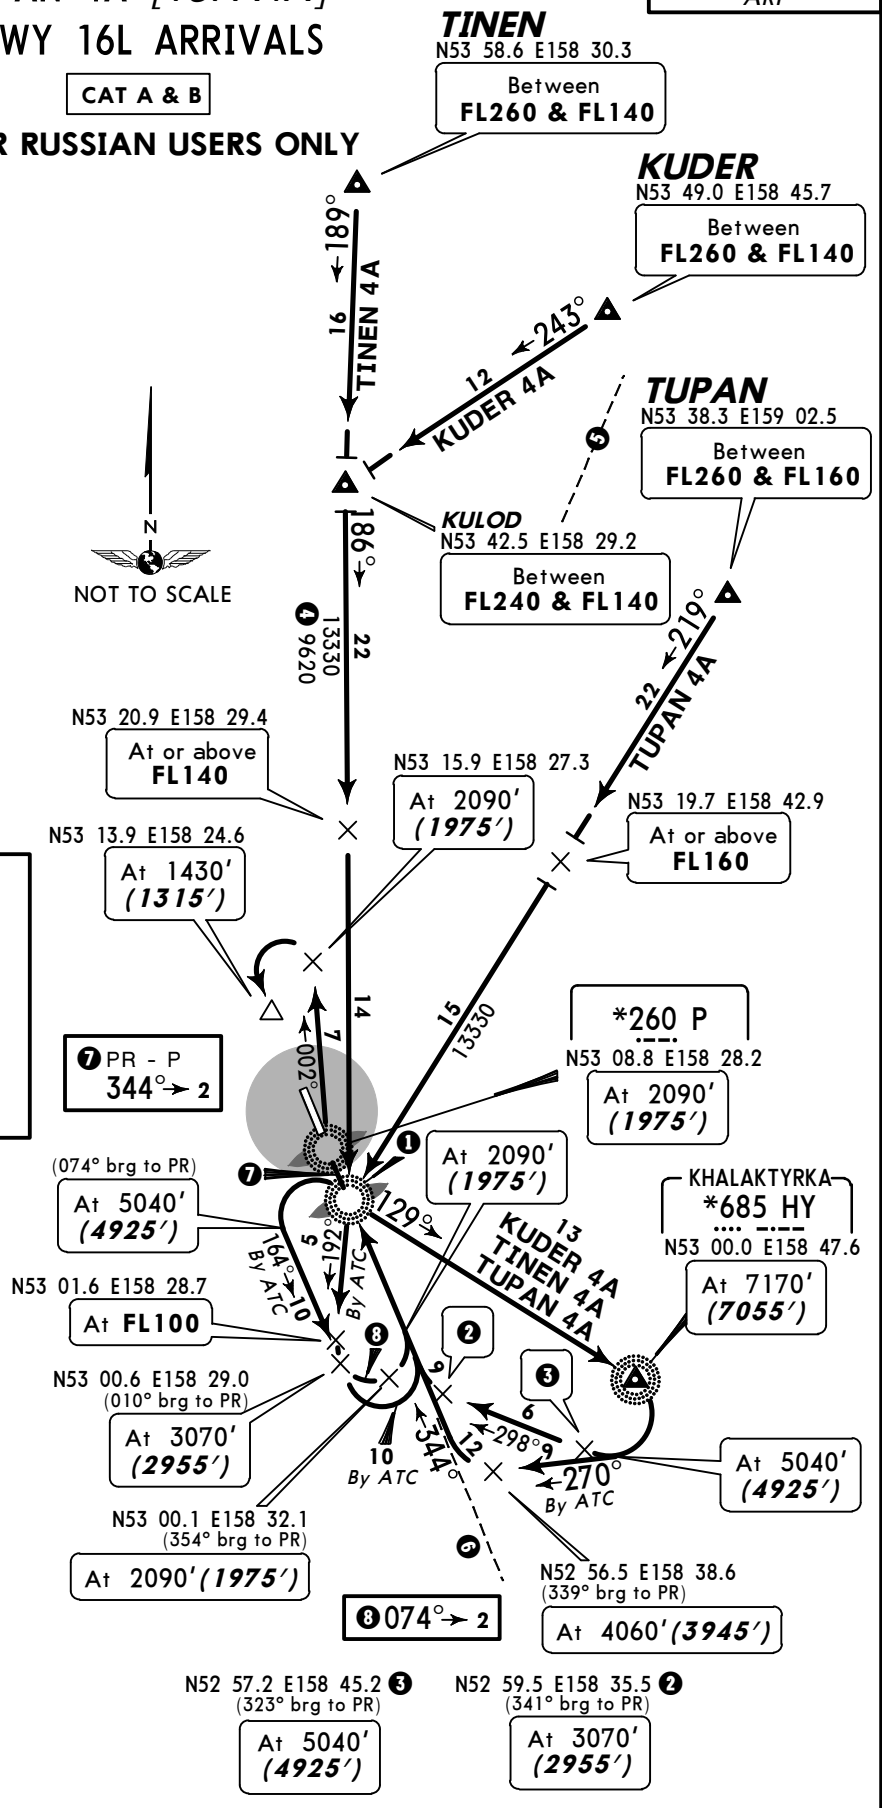 WY 16L ARRIVALS
CAT A & B
R RUSSIAN USERS ONLY
TINEN
N53 58.6 E158 30.3
Between
FL260 & FL140
KUDER
N53 49.0 E158 45.7
Between
FL260 & FL140
189°
16
TINEN 4A
243°
12
KUDER 4A
5
TUPAN
N53 38.3 E159 02.5
Between
FL260 & FL160
N
NOT TO SCALE
KULOD
N53 42.5 E158 29.2
Between
FL240 & FL140
186°
22
13330
4 9620
219°
22
TUPAN 4A
N53 20.9 E158 29.4
At or above
FL140
N53 15.9 E158 27.3
At 2090'
(1975')
N53 19.7 E158 42.9
At or above
FL160
N53 13.9 E158 24.6
At 1430'
(1315')
14
15
13330
7
002°
*260 P
N53 08.8 E158 28.2
At 2090'
(1975')
7 PR - P
344° 2
1
7
At 2090'
(1975')
(074° brg to PR)
At 5040'
(4925')
KHALAKTYRKA
*685 HY
N53 00.0 E158 47.6
At 7170'
(7055')
129°
13
KUDER 4A
TINEN 4A
TUPAN 4A
164° 10
By ATC
5
192°
By ATC
N53 01.6 E158 28.7
At FL100
8
2
3
N53 00.6 E158 29.0
(010° brg to PR)
At 3070'
(2955')
9
6
298°
9
12
344°
270°
By ATC
10
By ATC
At 5040'
(4925')
N53 00.1 E158 32.1
(354° brg to PR)
At 2090' (1975')
6
N52 56.5 E158 38.6
(339° brg to PR)
At 4060' (3945')
8 074° 2
N52 57.2 E158 45.2 3
(323° brg to PR)
At 5040'
(4925')
N52 59.5 E158 35.5 2
(341° brg to PR)
At 3070'
(2955')